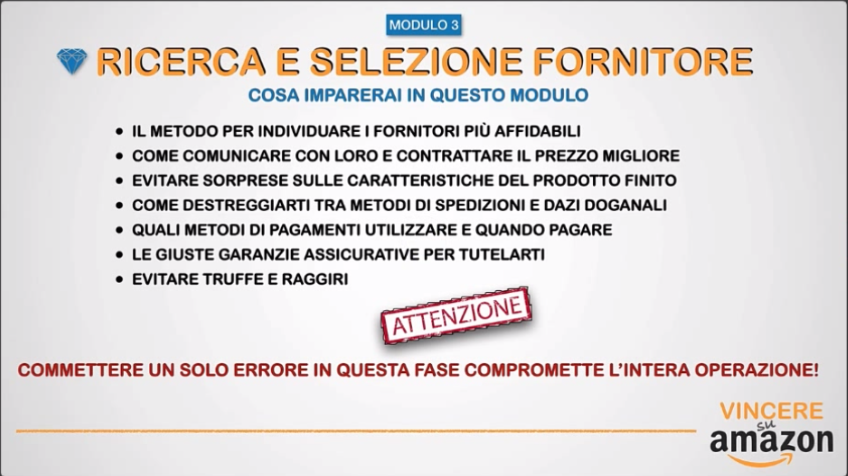 MODULO 3
RICERCA E SELEZIONE FORNITORE
COSA IMPARERAI IN QUESTO MODULO
• IL METODO PER INDIVIDUARE I FORNITORI PIÙ AFFIDABILI
• COME COMUNICARE CON LORO E CONTRATTARE IL PREZZO MIGLIORE
• EVITARE SORPRESE SULLE CARATTERISTICHE DEL PRODOTTO FINITO
• COME DESTREGGIARTI TRA METODI DI SPEDIZIONI E DAZI DOGANALI
• QUALI METODI DI PAGAMENTI UTILIZZARE E QUANDO PAGARE
• LE GIUSTE GARANZIE ASSICURATIVE PER TUTELARTI
• EVITARE TRUFFE E RAGGIRI
ATTENZIONE
COMMETTERE UN SOLO ERRORE IN QUESTA FASE COMPROMETTE L'INTERA OPERAZIONE!
VINCERE
su
amazon